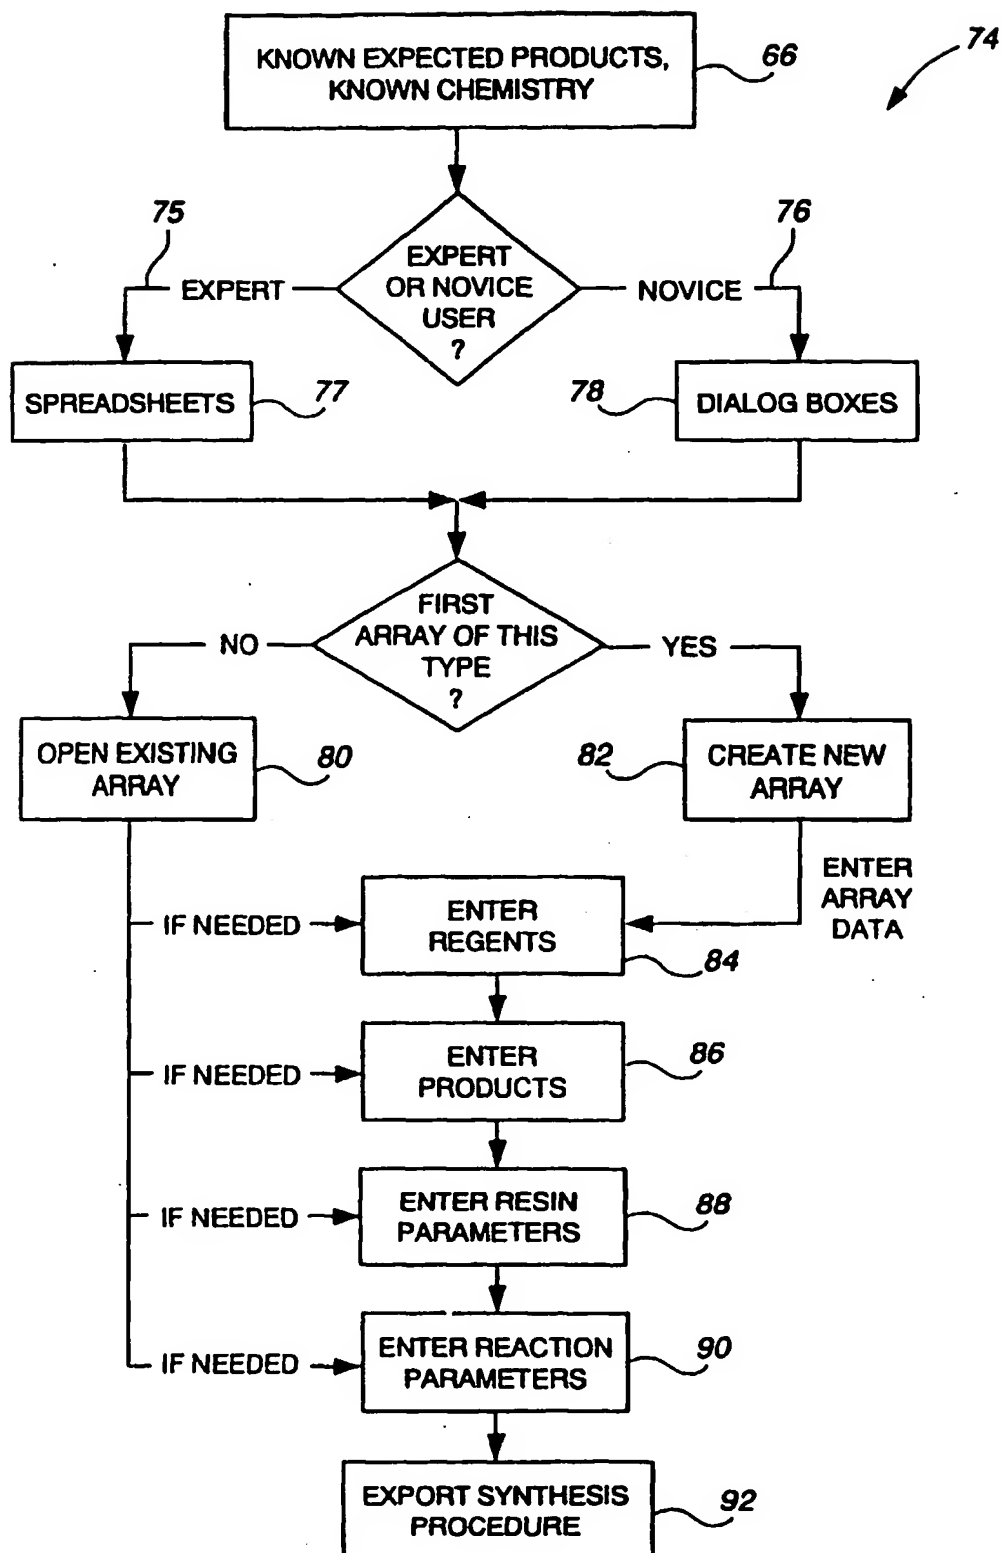 KNOWN EXPECTED PRODUCTS,
KNOWN CHEMISTRY
66
74
75
76
EXPERT
EXPERT
OR NOVICE
USER
?
NOVICE
SPREADSHEETS
77
78
DIALOG BOXES
NO
FIRST
ARRAY OF THIS
TYPE
?
YES
OPEN EXISTING
ARRAY
80
82
CREATE NEW
ARRAY
ENTER
ARRAY
DATA
IF NEEDED
ENTER
REGENTS
84
IF NEEDED
ENTER
PRODUCTS
86
IF NEEDED
ENTER RESIN
PARAMETERS
88
IF NEEDED
ENTER REACTION
PARAMETERS
90
EXPORT SYNTHESIS
PROCEDURE
92